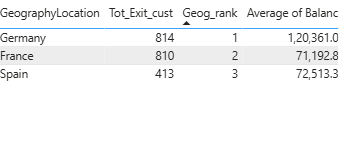 GeographyLocation Tot_Exit_cust Geog_rank Average of Balanc
Germany 814 1 1,20,361.0
France 810 2 71,192.8
Spain 413 3 72,513.3